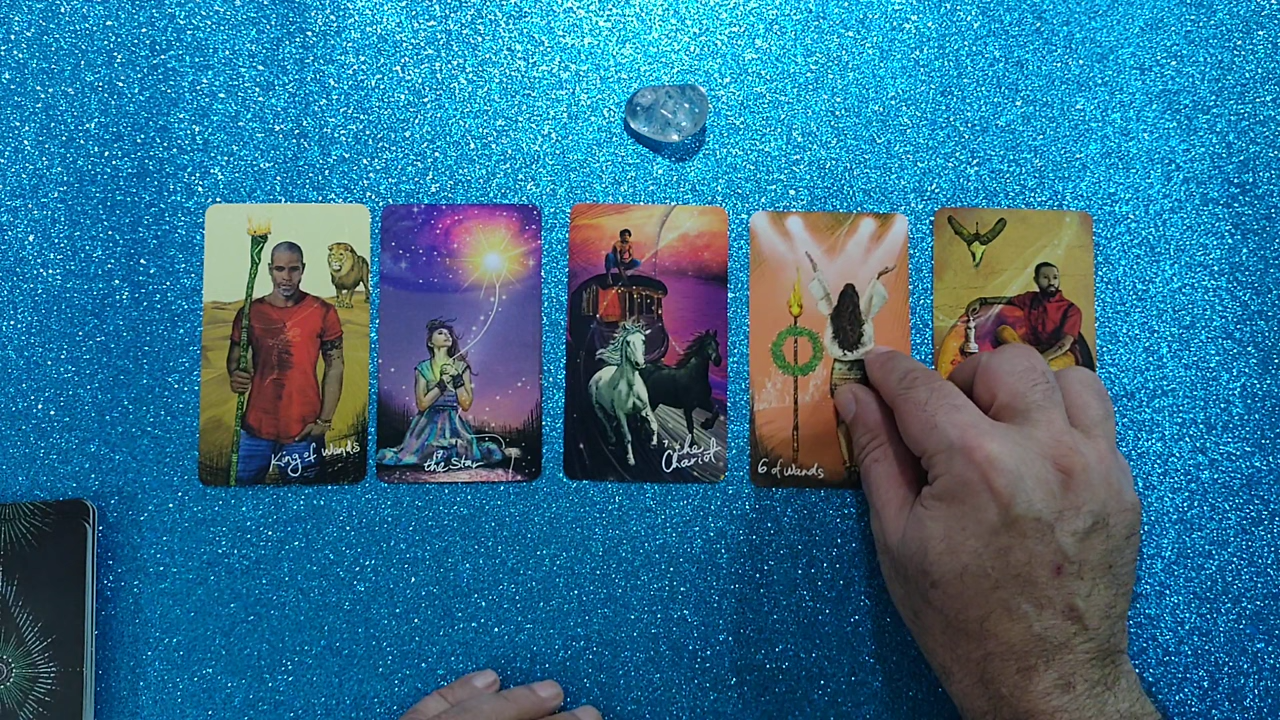 King of Wands
17
the Star
7 the
Chariot
6 of wands